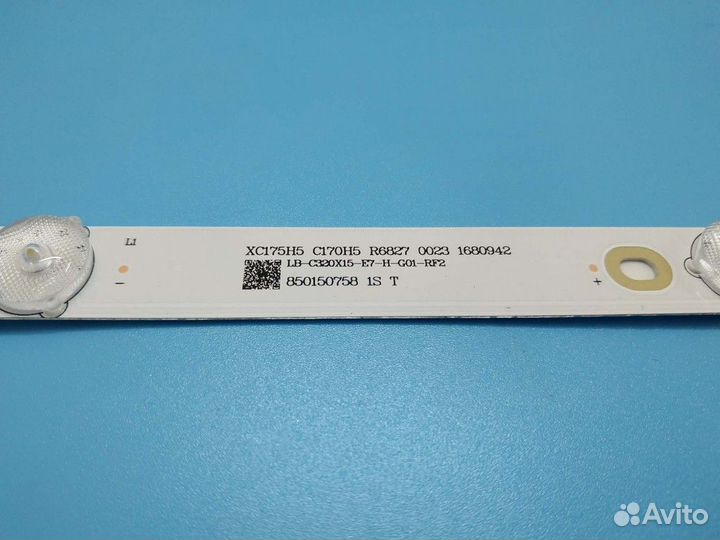 L1
XC175H5 C170H5 R6827 0023 1680942
LB-C320X15-E7-H-G01-RF2
850150758 1S T
-
+
Avito